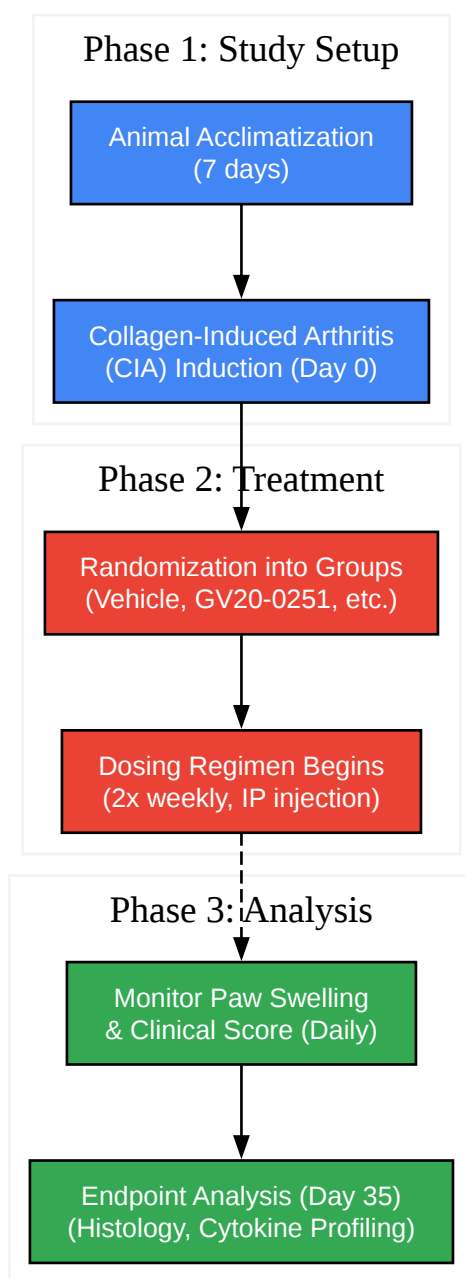 Phase 1: Study Setup
Animal Acclimatization
(7 days)
Collagen-Induced Arthritis
(CIA) Induction (Day 0)
Phase 2: Treatment
Randomization into Groups
(Vehicle, GV20-0251, etc.)
Dosing Regimen Begins
(2x weekly, IP injection)
Phase 3: Analysis
Monitor Paw Swelling
& Clinical Score (Daily)
Endpoint Analysis (Day 35)
(Histology, Cytokine Profiling)